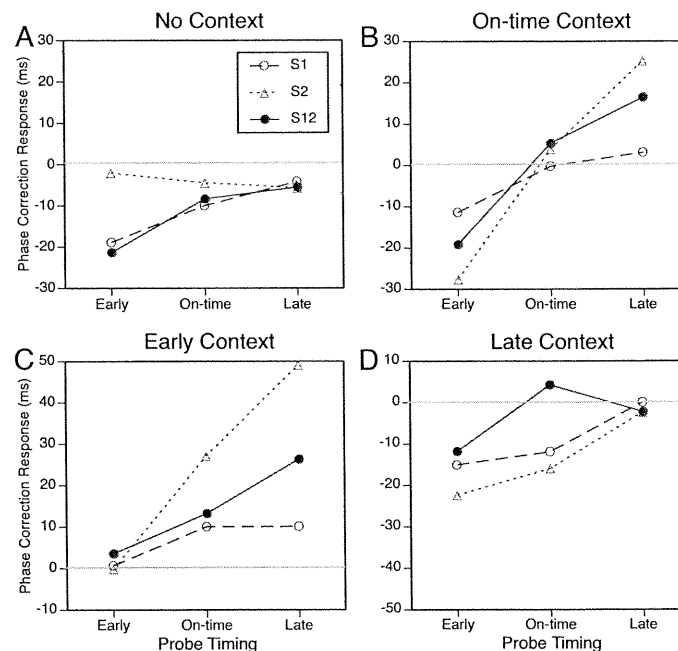 A No Context
B On-time Context
Phase Correction Response (ms)
30
20
10
0
-10
-20
-30
S1
S2
S12
Early On-time Late
30
20
10
0
-10
-20
-30
Early On-time Late
C Early Context
D Late Context
Phase Correction Response (ms)
50
40
30
20
10
0
-10
Early On-time Late
Probe Timing
10
0
-10
-20
-30
-40
-50
Early On-time Late
Probe Timing